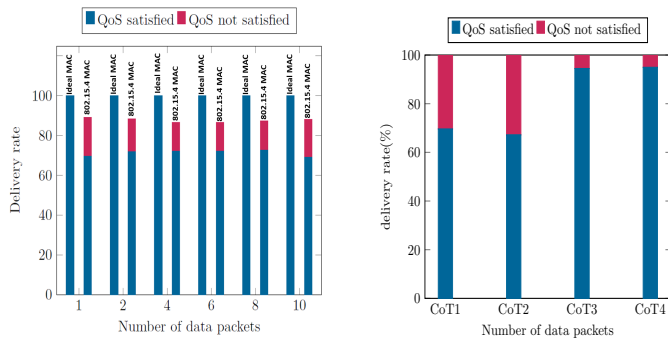 QoS satisfied QoS not satisfied
Ideal MAC 802.15.4 MAC Ideal MAC 802.15.4 MAC Ideal MAC 802.15.4 MAC Ideal MAC 802.15.4 MAC Ideal MAC 802.15.4 MAC Ideal MAC 802.15.4 MAC
100
80
60
40
20
0
Delivery rate
1 2 4 6 8 10
Number of data packets
QoS satisfied QoS not satisfied
100
80
60
40
20
0
delivery rate(%)
CoT1 CoT2 CoT3 CoT4
Number of data packets